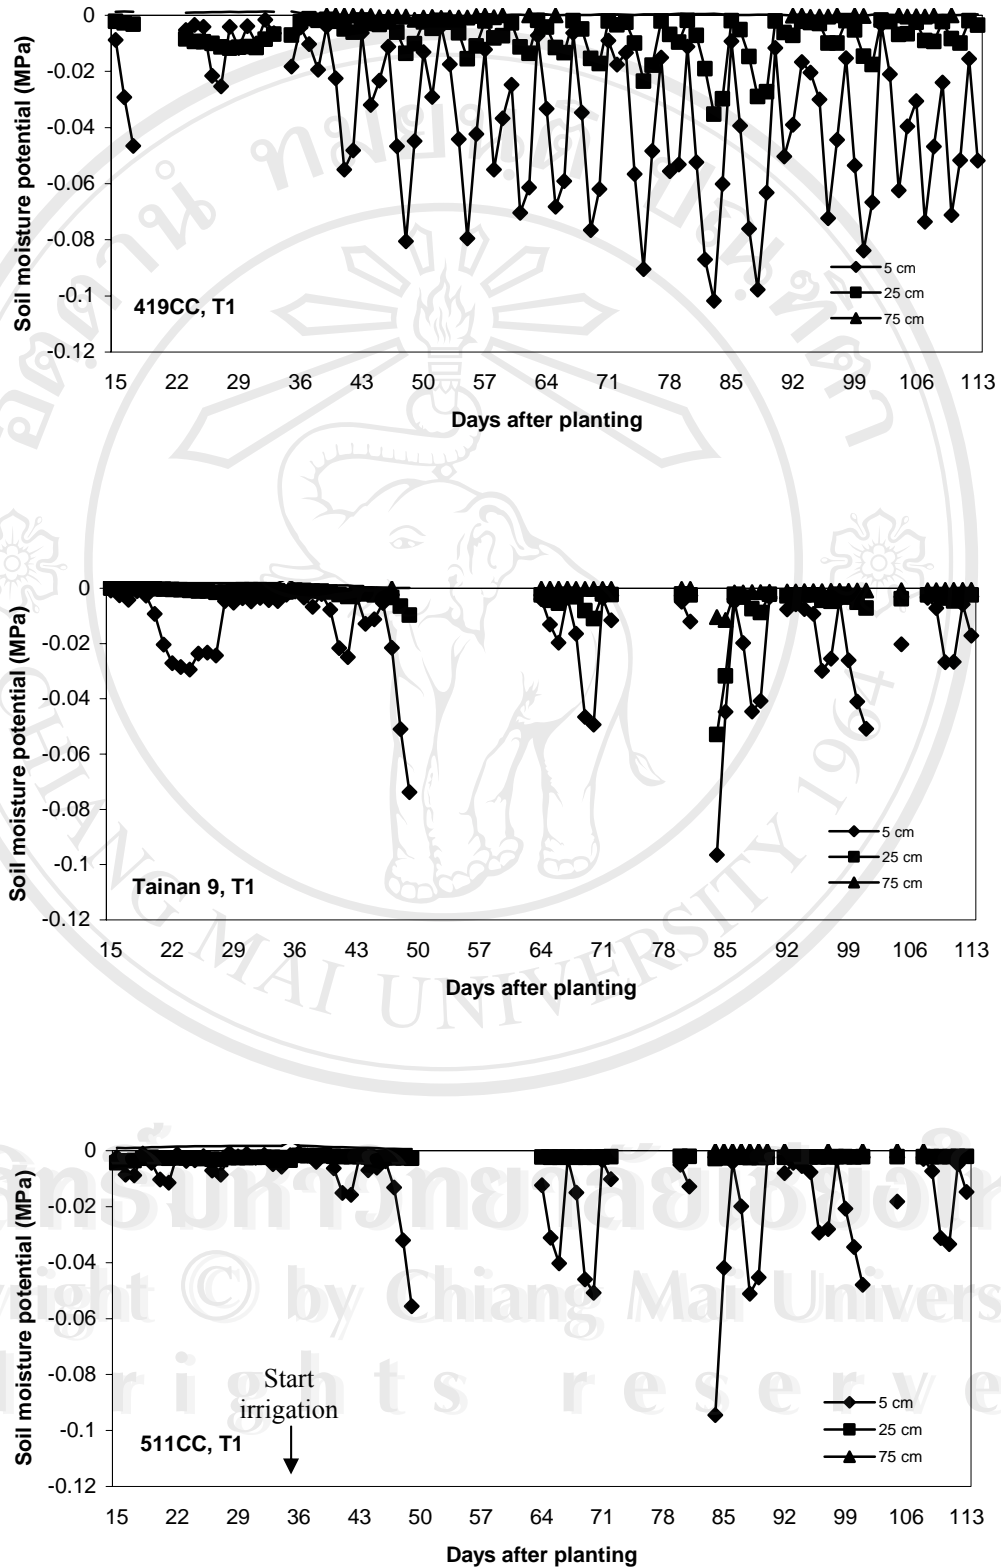 Soil moisture potential (MPa)
0
-0.02
-0.04
-0.06
-0.08
-0.1
-0.12
419CC, T1
5 cm
25 cm
75 cm
15 22 29 36 43 50 57 64 71 78 85 92 99 106 113
Days after planting
Soil moisture potential (MPa)
0
-0.02
-0.04
-0.06
-0.08
-0.1
-0.12
Tainan 9, T1
5 cm
25 cm
75 cm
15 22 29 36 43 50 57 64 71 78 85 92 99 106 113
Days after planting
CHIANG MAI UNIVERSITY 1964
Soil moisture potential (MPa)
0
-0.02
-0.04
-0.06
-0.08
-0.1
-0.12
Start
irrigation
511CC, T1
5 cm
25 cm
75 cm
15 22 29 36 43 50 57 64 71 78 85 92 99 106 113
Days after planting
by Chiang Mai
rights reserve